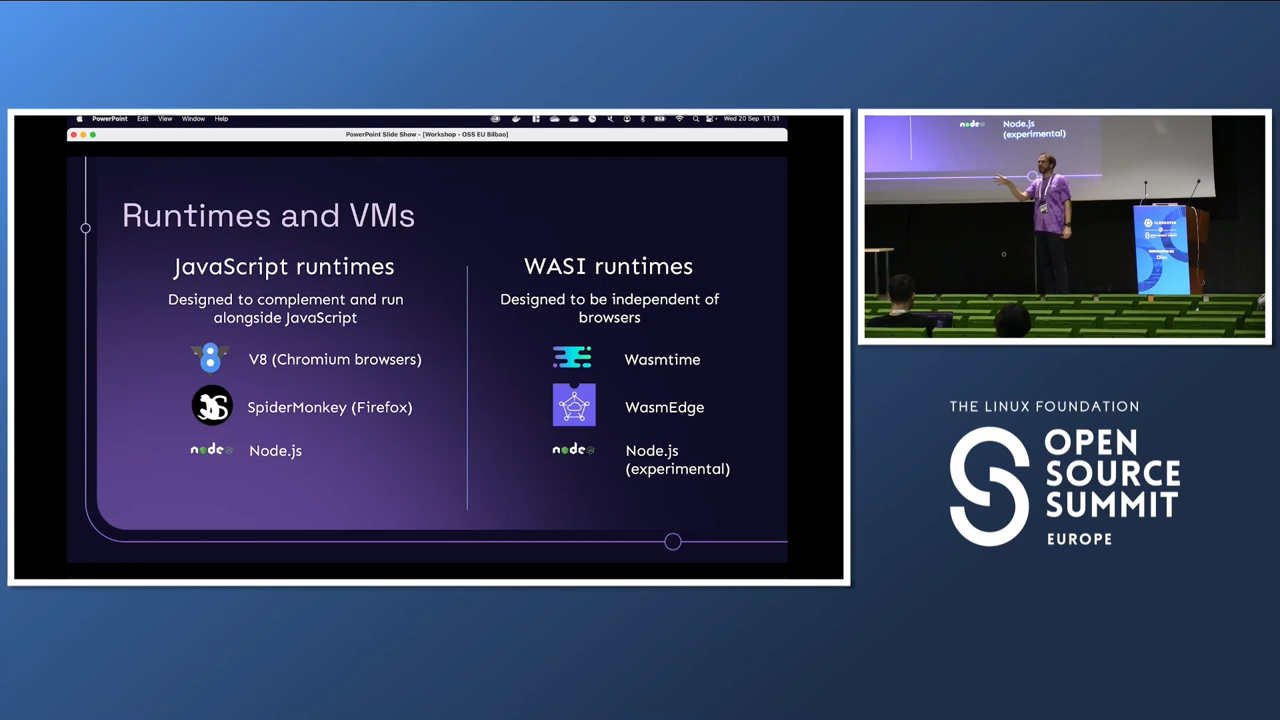 PowerPoint Edit View Window Help
Wed 20 Sep 11.31
PowerPoint Slide Show - [Workshop - OSS EU Bilbao]
Runtimes and VMs
JavaScript runtimes
Designed to complement and run
alongside JavaScript
V8 (Chromium browsers)
SpiderMonkey (Firefox)
node
Node.js
WASI runtimes
Designed to be independent of
browsers
Wasmtime
WasmEdge
node
Node.js
(experimental)
node
Node.js
(experimental)
THE LINUX FOUNDATION
OPEN
SOURCE
SUMMIT
EUROPE